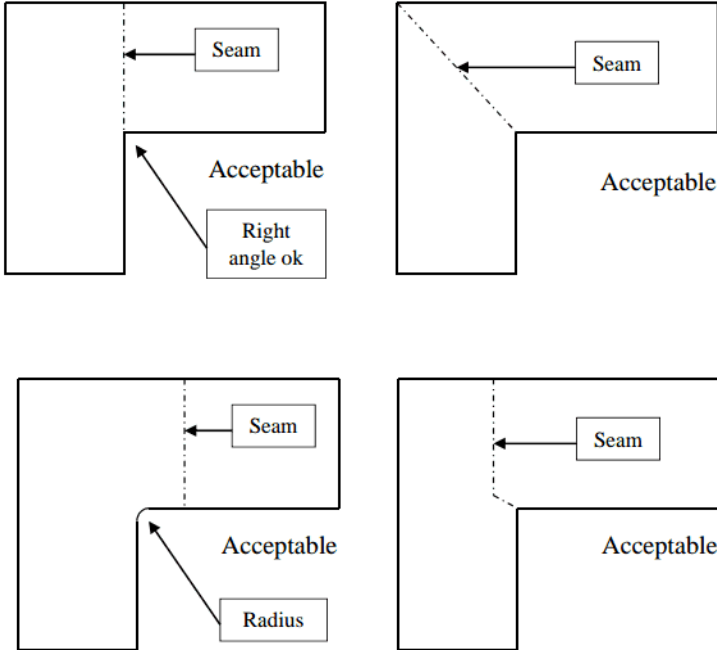 Seam
Seam
Acceptable
Acceptable
Right
angle ok
Seam
Seam
Acceptable
Acceptable
Radius